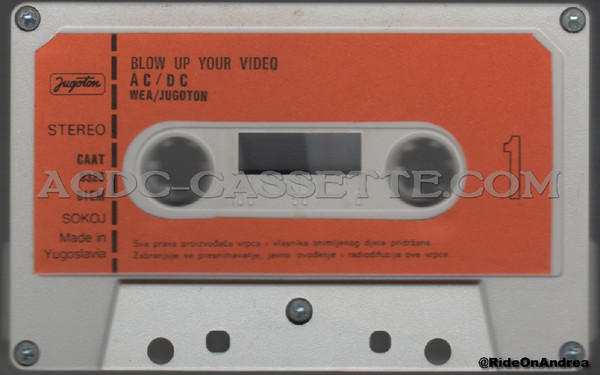 BLOW UP YOUR VIDEO
AC/DC
WEA/JUGOTON
Jugoton
STEREO
CAAT
BIEM
SOKOJ
Made in
Yugoslavia
1
ACDC-CASSETTE.COM
Sva prava proizvođača vrpce i vlasnika snimljenog djela pridržana.
Zabranjuje se presnimavanje, javno izvođenje i radiodifuzija ove vrpce.
@RideOnAndrea